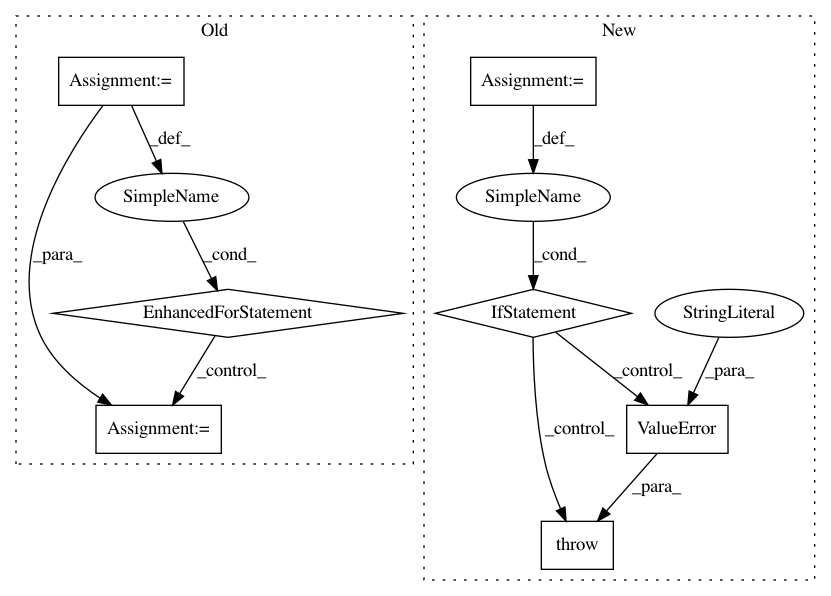 Old
New
Assignment:=
Assignment:=
_def_
_def_
SimpleName
SimpleName
_para_
_cond_
_cond_
EnhancedForStatement
IfStatement
StringLiteral
_control_
_control_
_para_
Assignment:=
_control_
ValueError
_para_
throw